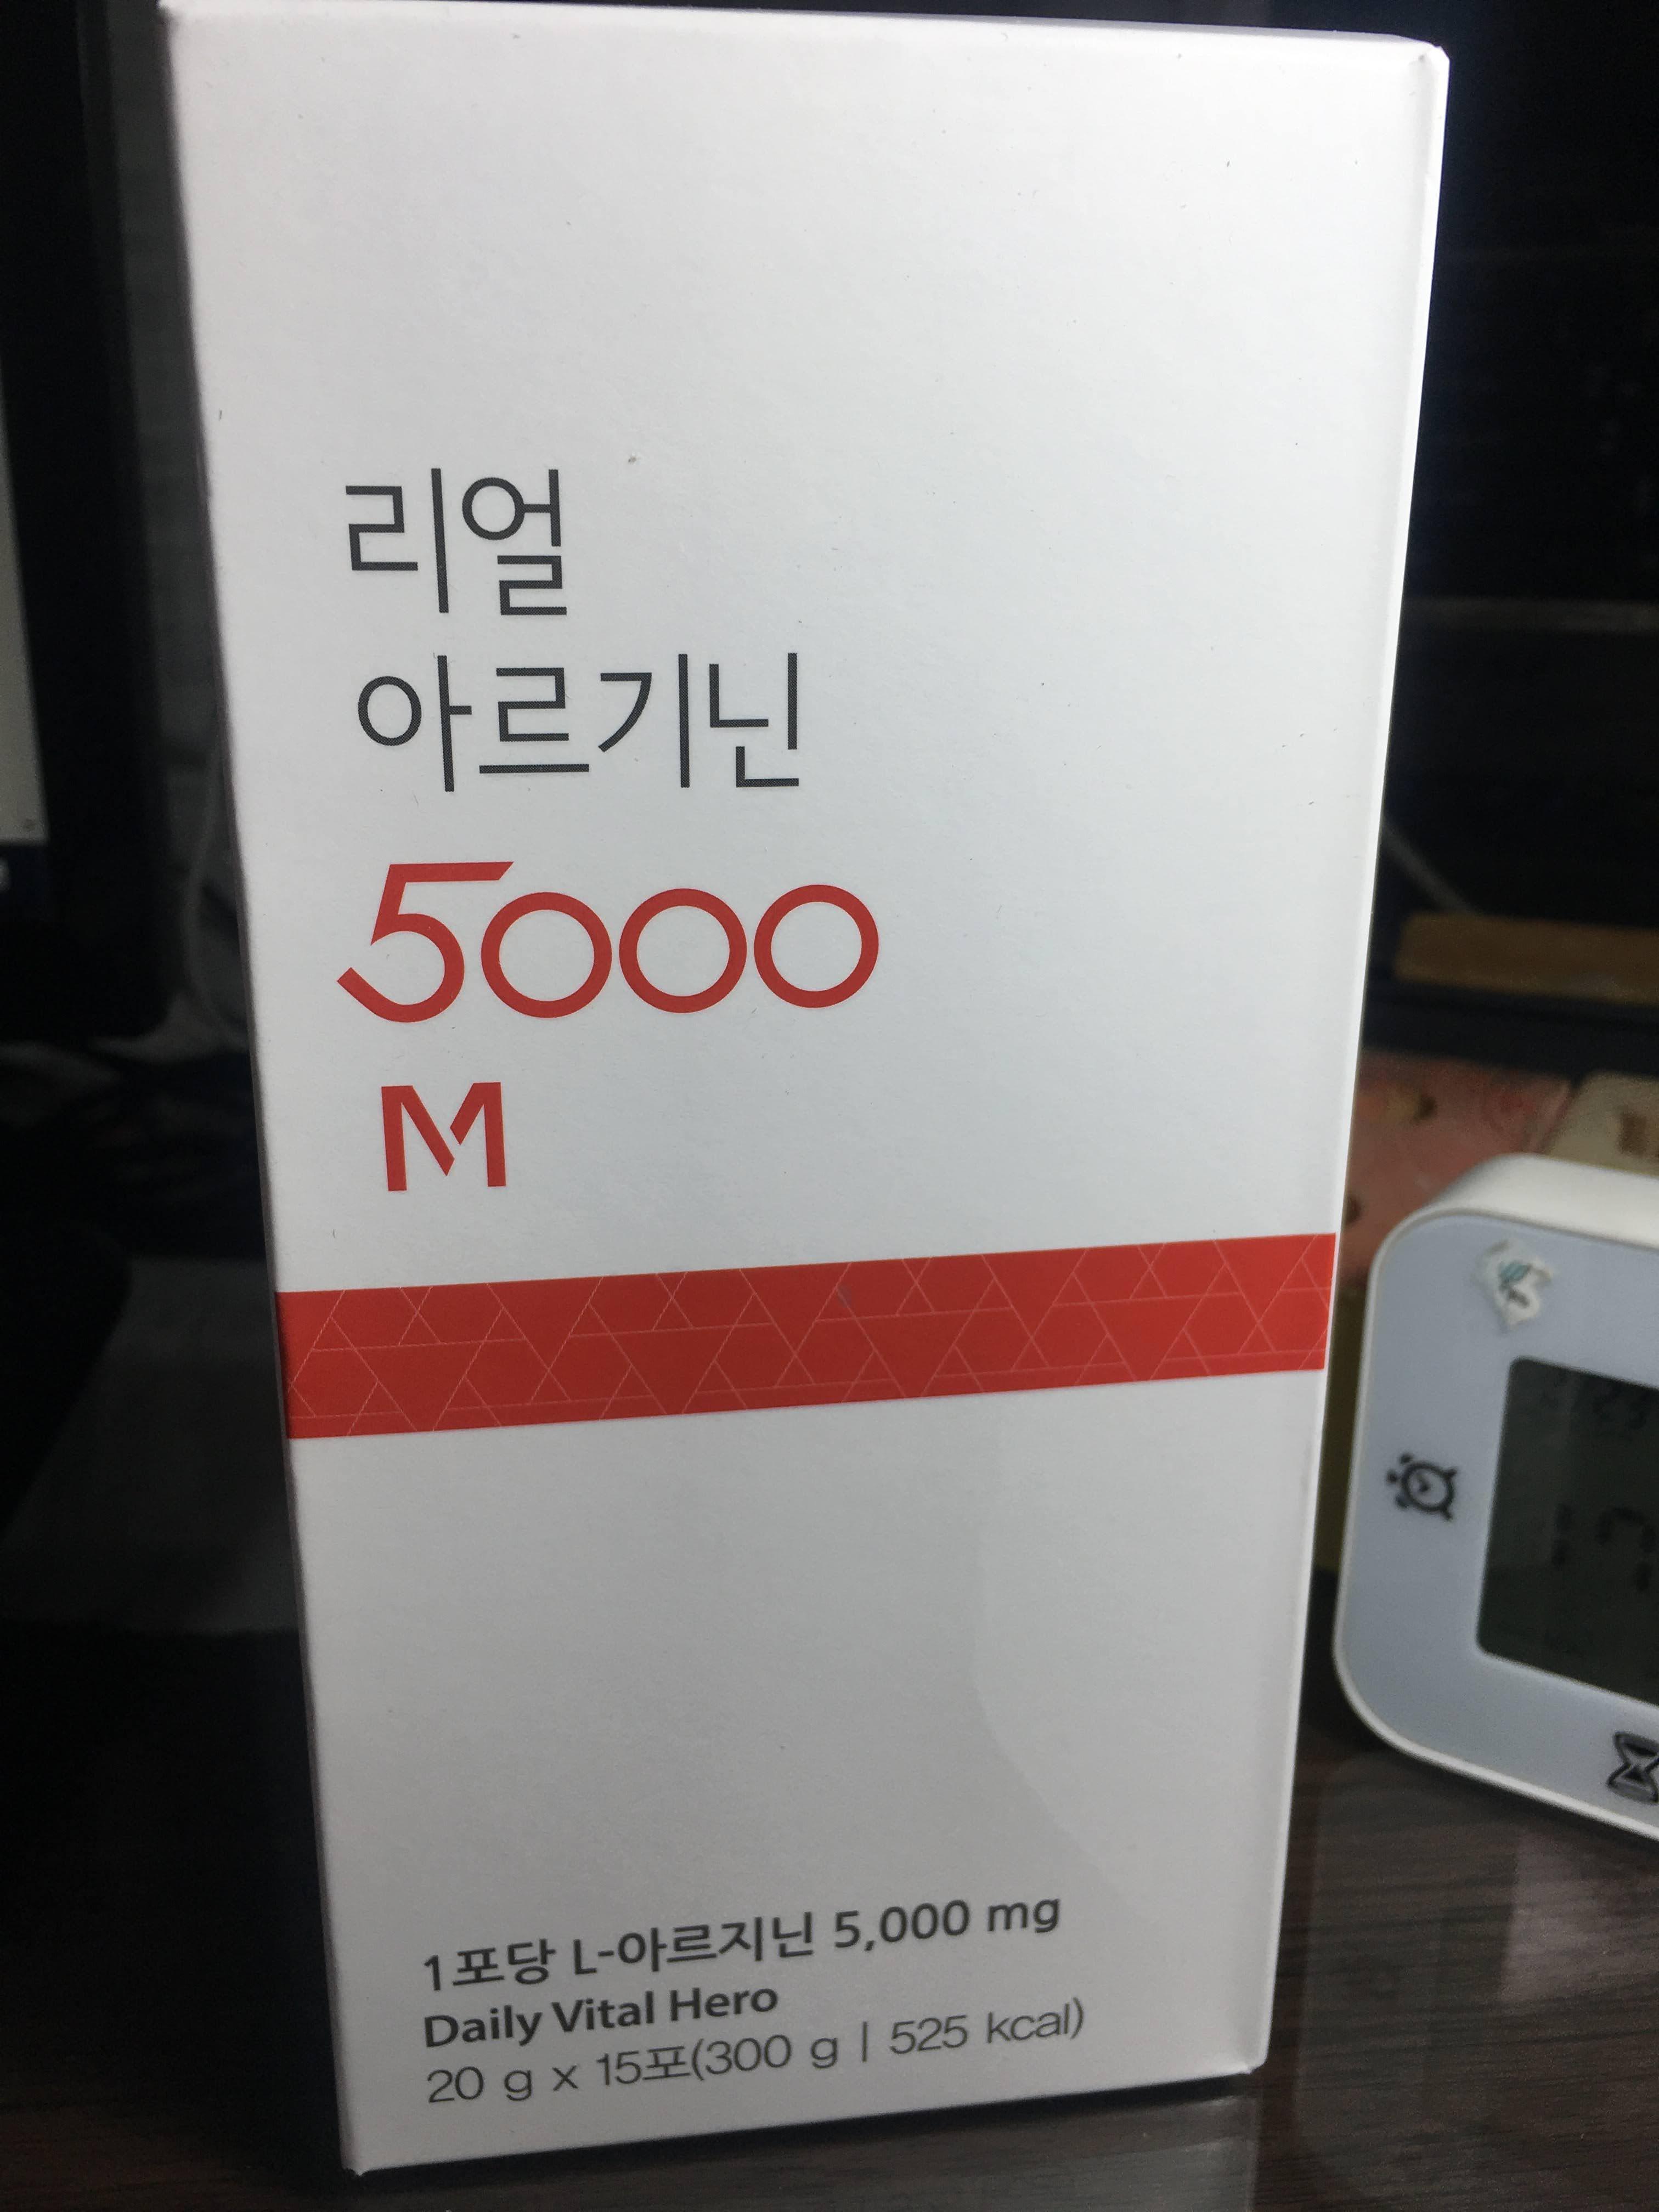 리얼
아르기닌
5000
M
1포당 L-아르지닌 5,000 mg
Daily Vital Hero
20 g x 15포(300 g | 525 kcal)